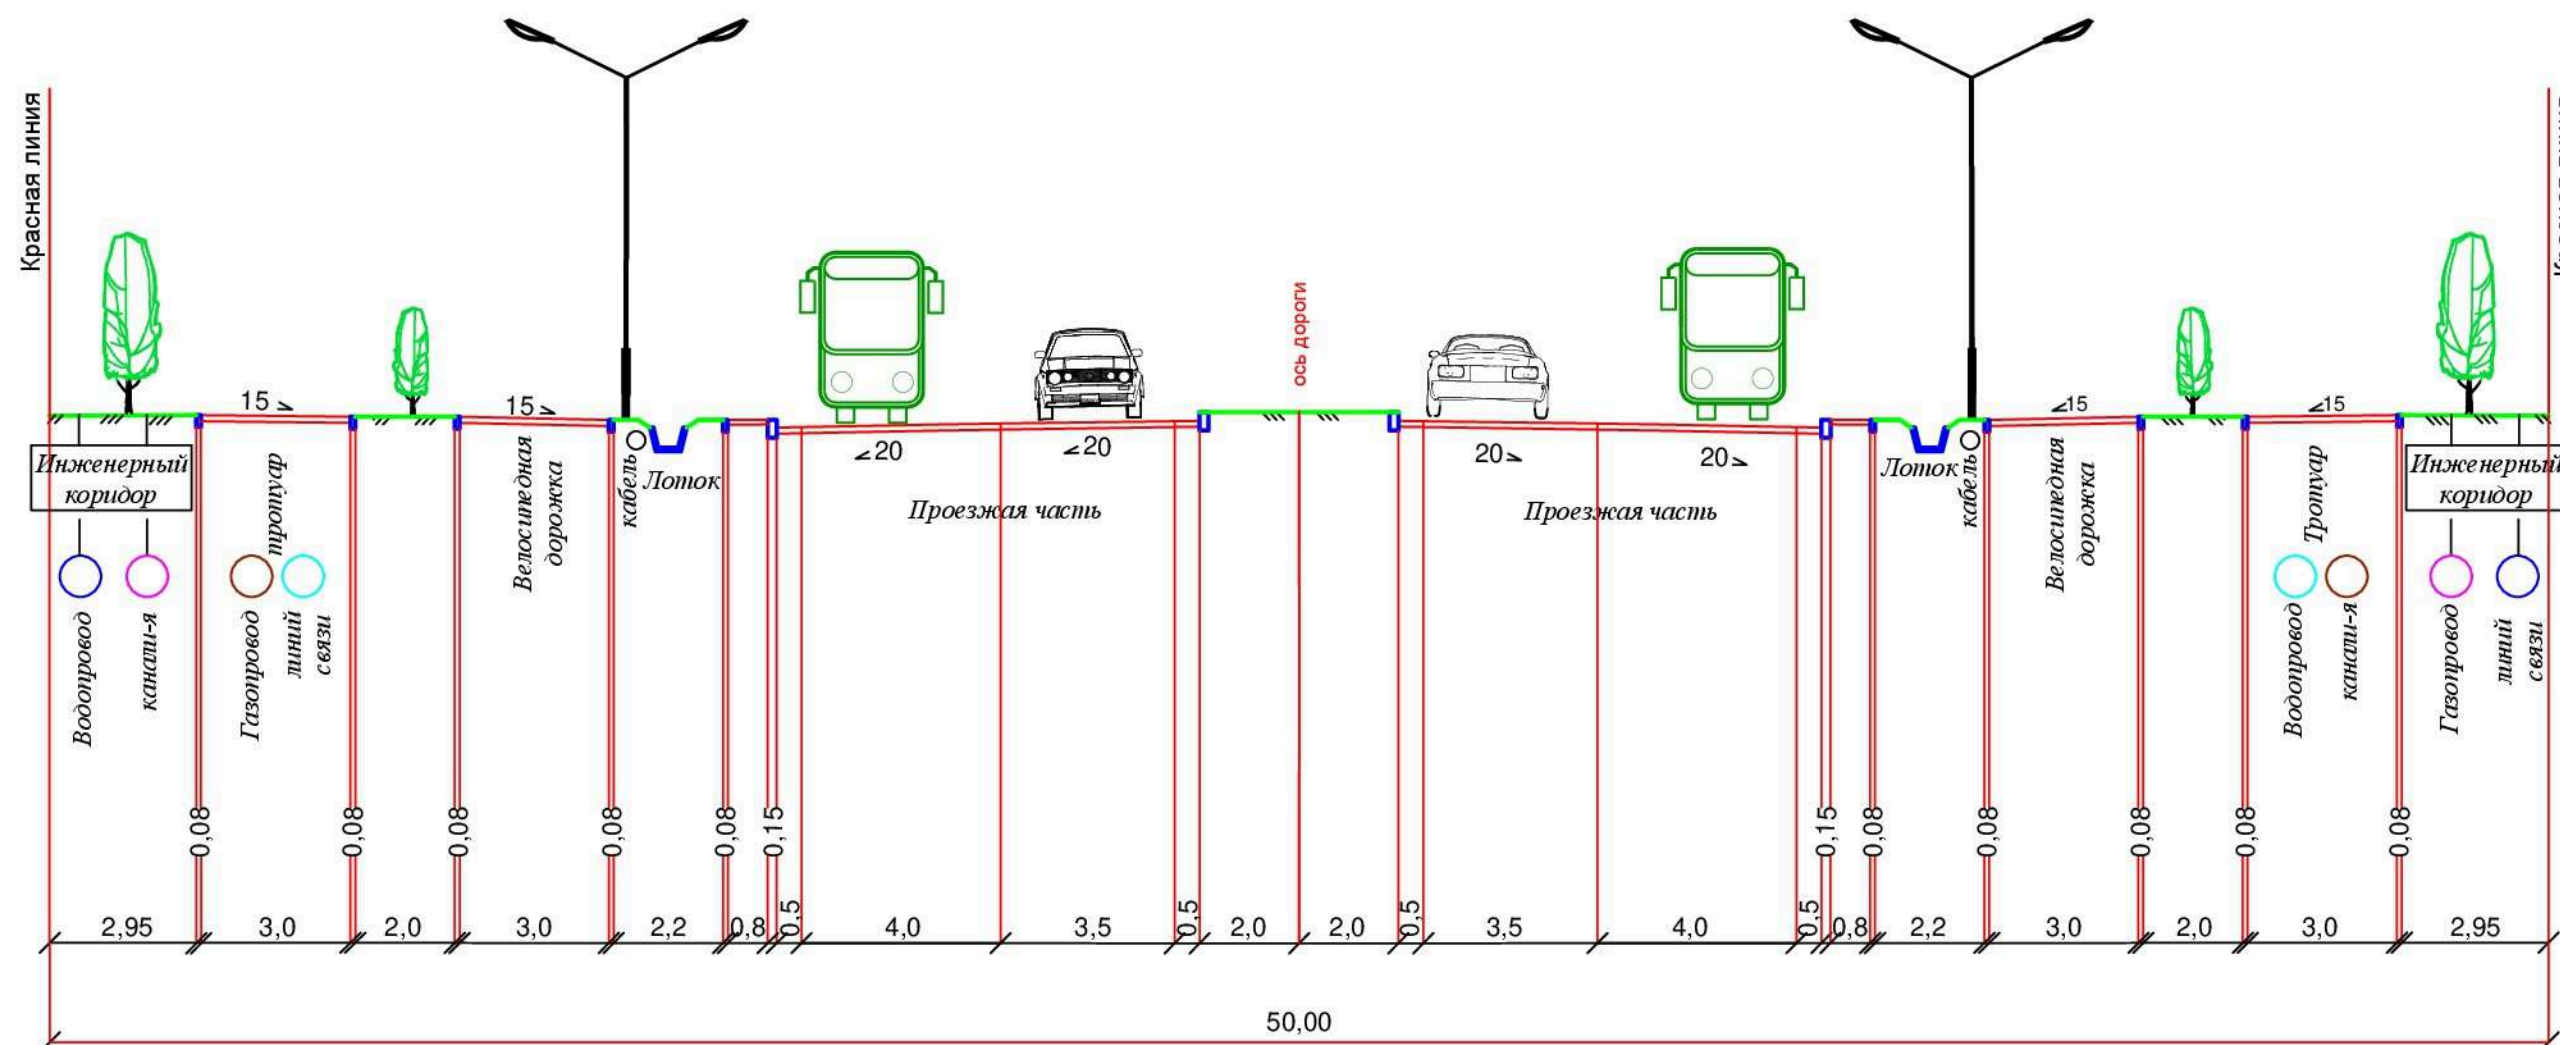 Красная линия
ось дороги
15
15
20
20
20
20
15
15
Инженерный
коридор
тротуар
Велосипедная
дорожка
кабель
Лоток
Проезжая часть
Проезжая часть
Лоток
кабель
Велосипедная
дорожка
Тротуар
Инженерный
коридор
Водопровод
канали-я
Газопровод
линий
связи
Водопровод
канали-я
Газопровод
линий
связи
0,08
0,08
0,08
0,08
0,08
0,15
0,15
0,08
0,08
0,08
0,08
0,08
2,95
3,0
2,0
3,0
2,2
0,8
0,5
4,0
3,5
0,5
2,0
2,0
0,5
3,5
4,0
0,5
0,8
2,2
3,0
2,0
3,0
2,95
50,00